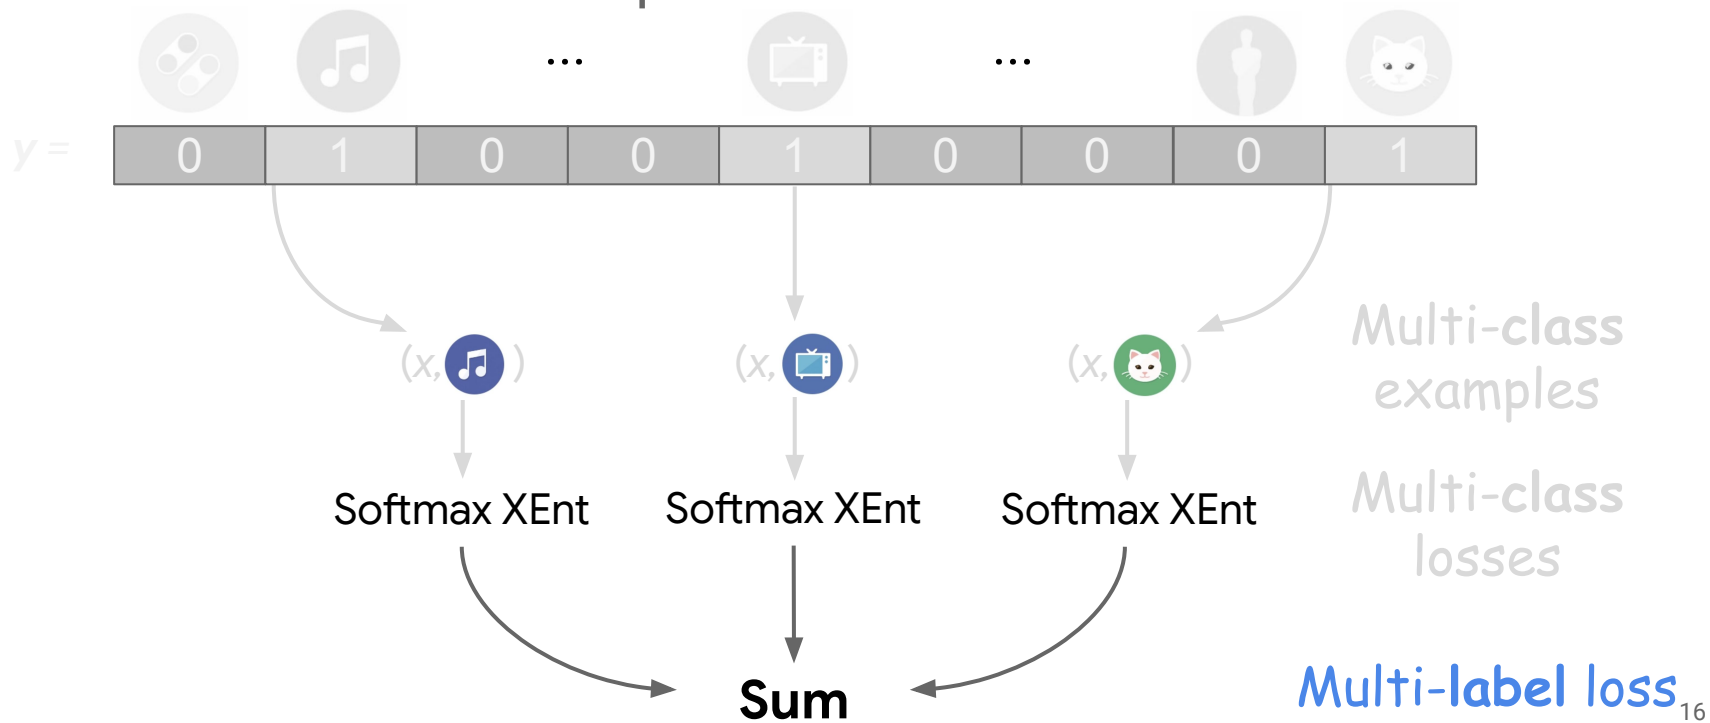 ... ...
y = 0 1 0 0 1 0 0 0 1
(x, ) (x, ) (x, )
Multi-class
examples
Softmax XEnt Softmax XEnt Softmax XEnt
Multi-class
losses
Sum
Multi-label loss
16